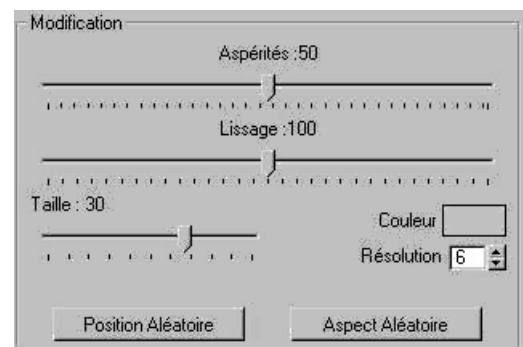 Modification
Aspérités :50
Lissage :100
Taille : 30
Couleur
Résolution 6
Position Aléatoire
Aspect Aléatoire